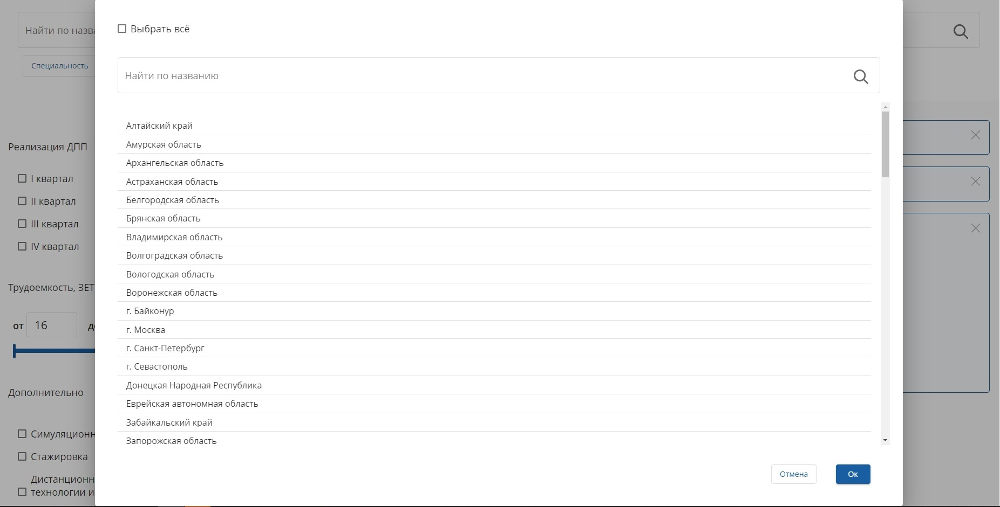 Найти по назва
Специальность
Реализация ДПП
I квартал
II квартал
III квартал
IV квартал
Трудоемкость, ЗЕТ
от 16
Дополнительно
Симуляционн
Стажировка
Дистанционн
технологии и
Выбрать всё
Найти по названию
Алтайский край
Амурская область
Архангельская область
Астраханская область
Белгородская область
Брянская область
Владимирская область
Волгоградская область
Вологодская область
Воронежская область
г. Байконур
г. Москва
г. Санкт-Петербург
г. Севастополь
Донецкая Народная Республика
Еврейская автономная область
Забайкальский край
Запорожская область
Отмена
Ок